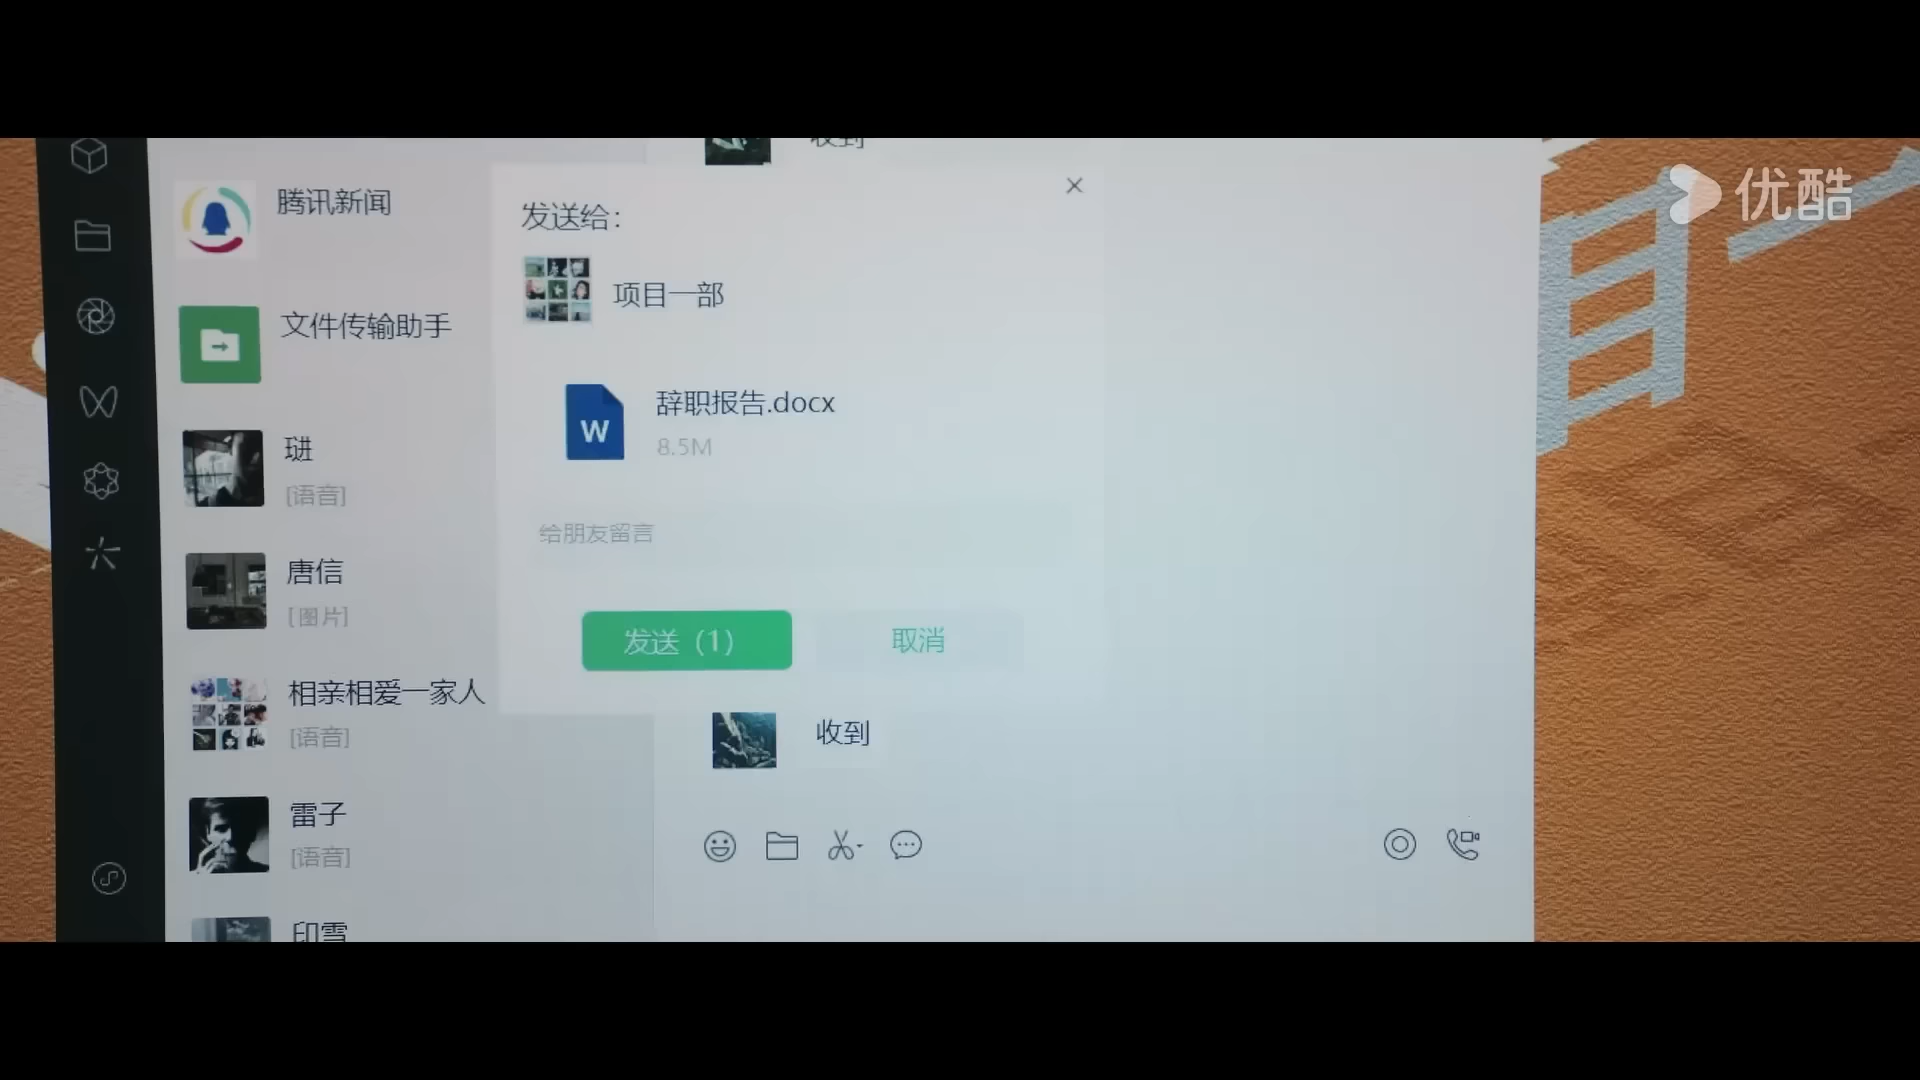 收到
优酷
腾讯新闻
发送给：
项目一部
文件传输助手
辞职报告.docx
W
8.5M
琎
[语音]
给朋友留言
唐信
[图片]
发送（1）
取消
相亲相爱一家人
[语音]
收到
雷子
[语音]
印雪